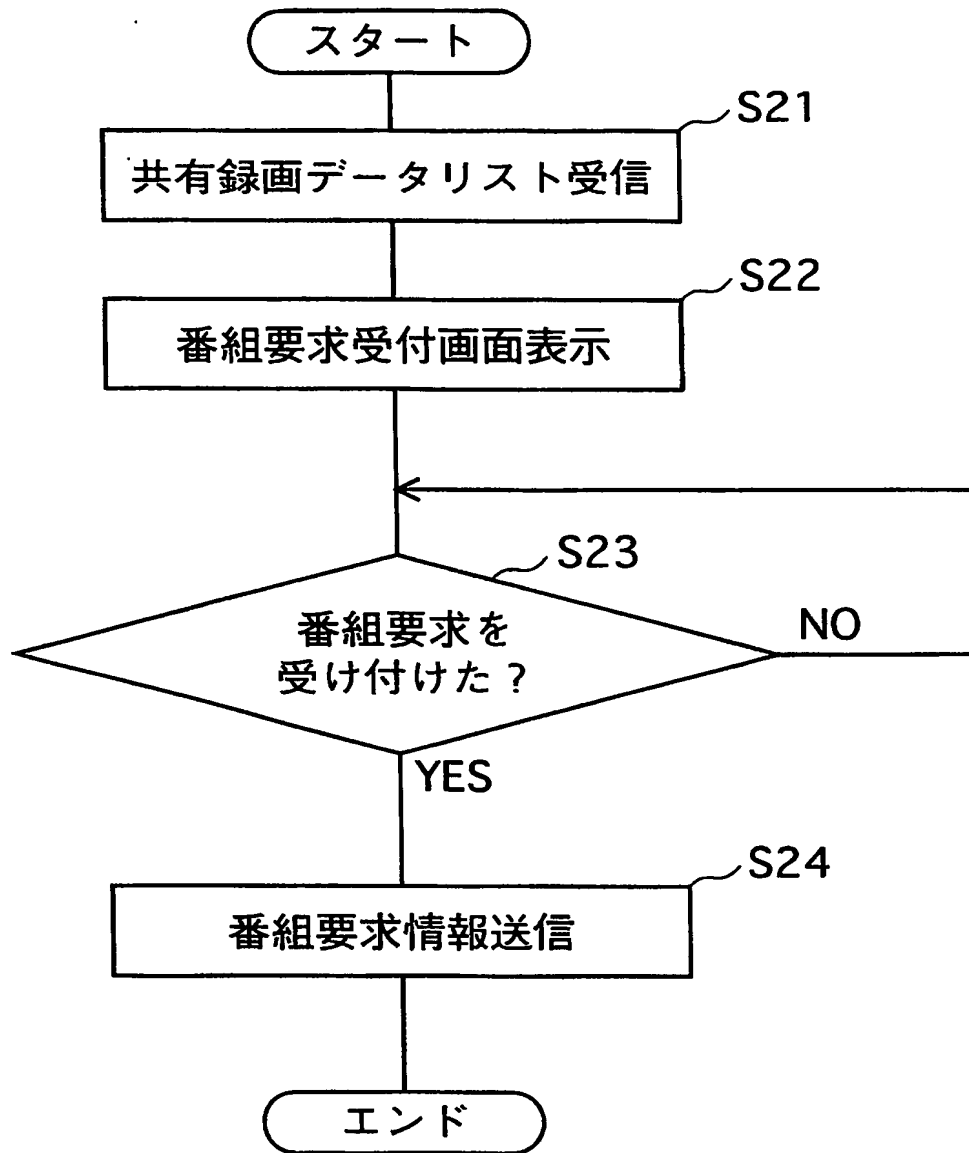 スタート
S21
共有録画データリスト受信
S22
番組要求受付画面表示
S23
番組要求を
受け付けた？
NO
YES
S24
番組要求情報送信
エンド